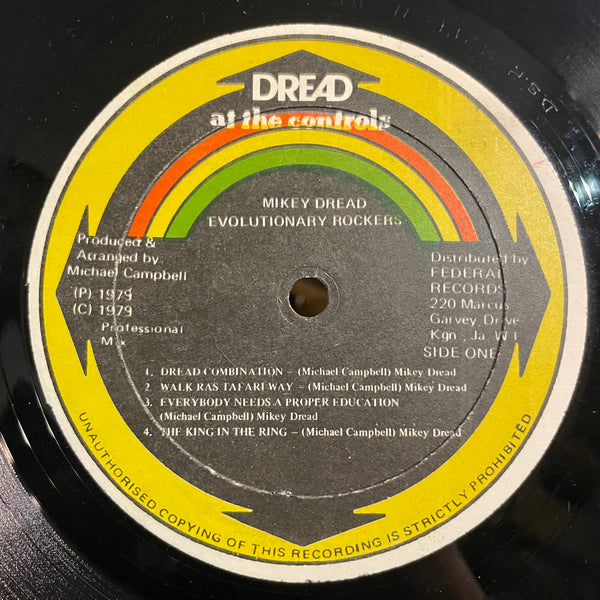 DREAD
at the controls
MIKEY DREAD
EVOLUTIONARY ROCKERS
Produced &
Arranged by
Michael Campbell
(P) 1979
(C) 1979
Professional
Mix
Distributed by
FEDERAL
RECORDS
220 Marcus
Garvey, Drive
Kgn., Ja. W I
SIDE ONE
1. DREAD COMBINATION – (Michael Campbell) Mikey Dread
2. WALK RASTAFARI WAY – (Michael Campbell) Mikey Dread
3. EVERYBODY NEEDS A PROPER EDUCATION
(Michael Campbell) Mikey Dread
4. THE KING IN THE RING – (Michael Campbell) Mikey Dread
UNAUTHORISED COPYING OF THIS RECORDING IS STRICTLY PROHIBITED